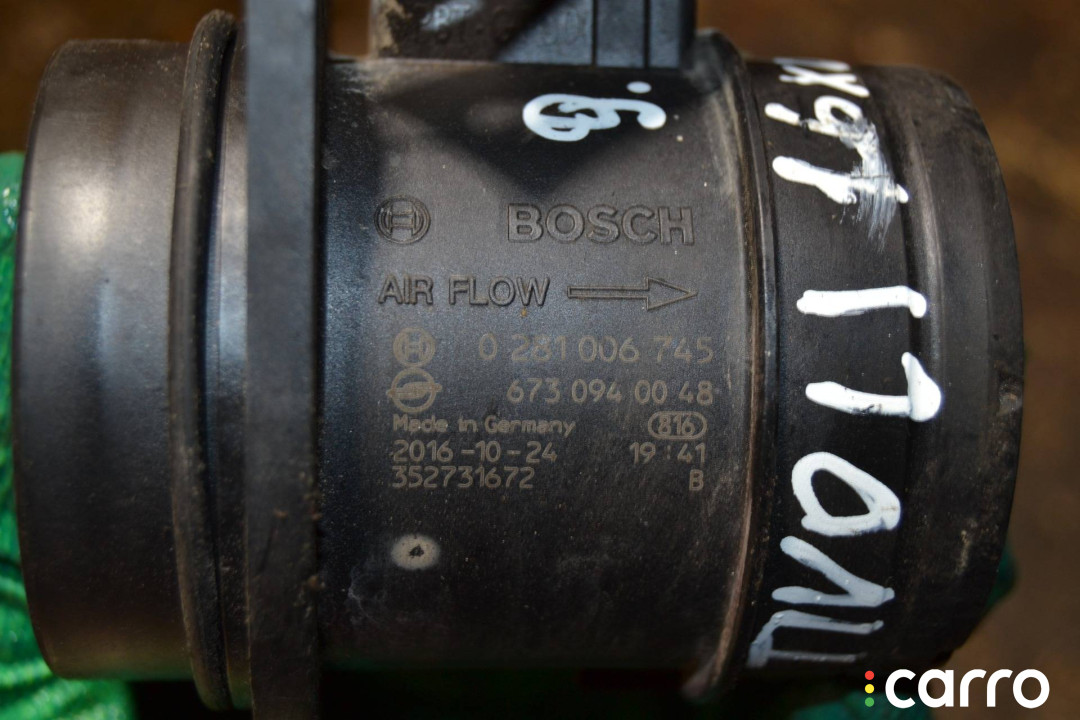 BOSCH
AIR FLOW
0 281 006 745
673 094 00 48
Made in Germany 816
2016-10-24 19:41
352731672 B
carro